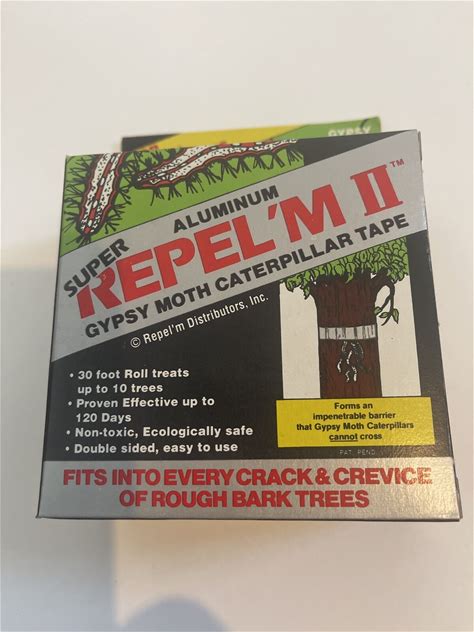 GYPSY
SUPER
ALUMINUM
REPEL'M II™
GYPSY MOTH CATERPILLAR TAPE
© Repel'm Distributors, Inc.
• 30 foot Roll treats
up to 10 trees
• Proven Effective up to
120 Days
• Non-toxic, Ecologically safe
• Double sided, easy to use
Forms an
impenetrable barrier
that Gypsy Moth Caterpillars
cannot cross
PAT. PEND.
FITS INTO EVERY CRACK & CREVICE
OF ROUGH BARK TREES